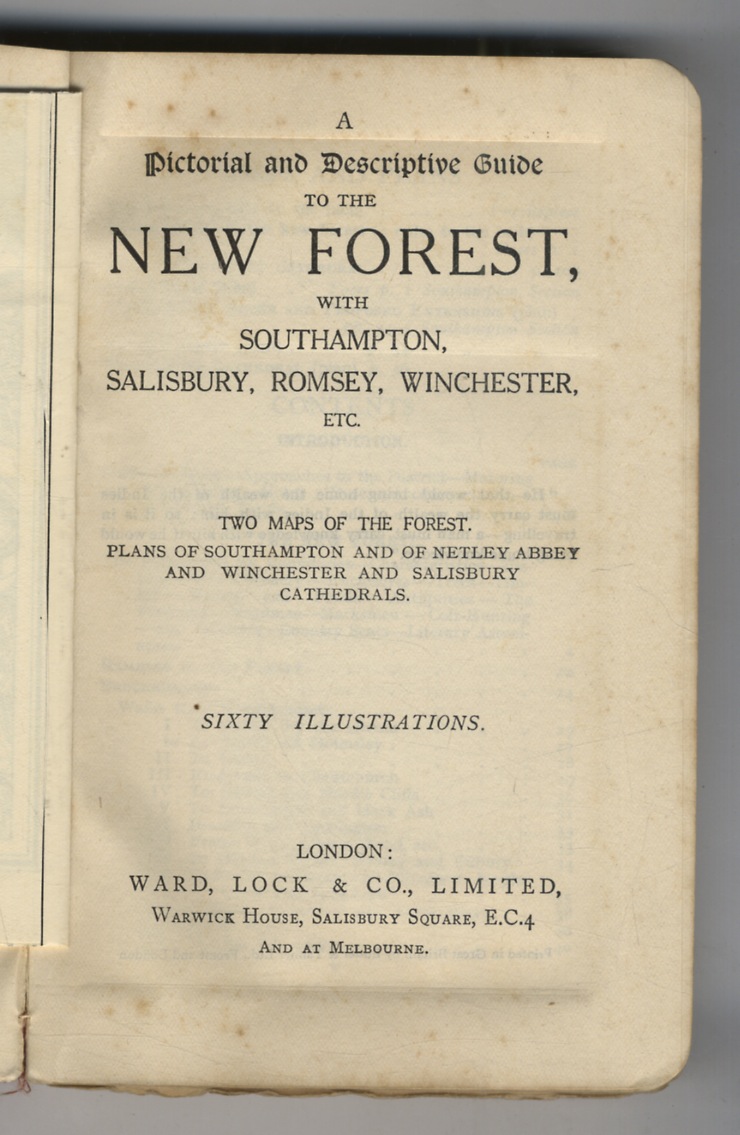 A
Pictorial and Descriptive Guide
TO THE
NEW FOREST,
WITH
SOUTHAMPTON,
SALISBURY, ROMSEY, WINCHESTER,
ETC.
TWO MAPS OF THE FOREST.
PLANS OF SOUTHAMPTON AND OF NETLEY ABBEY
AND WINCHESTER AND SALISBURY
CATHEDRALS.
SIXTY ILLUSTRATIONS.
LONDON:
WARD, LOCK & CO., LIMITED,
WARWICK HOUSE, SALISBURY SQUARE, E.C.4
AND AT MELBOURNE.